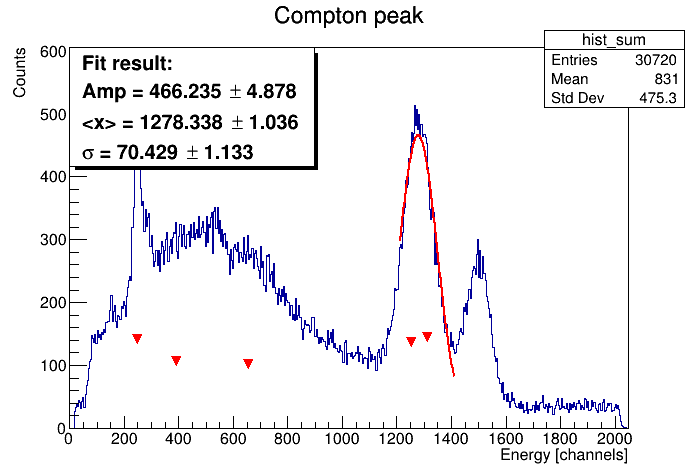 Compton peak
hist_sum
Entries 30720
Mean 831
Std Dev 475.3
Fit result:
Amp = 466.235 ± 4.878
<x> = 1278.338 ± 1.036
σ = 70.429 ± 1.133
Counts
600
500
400
300
200
100
0
0 200 400 600 800 1000 1200 1400 1600 1800 2000
Energy [channels]